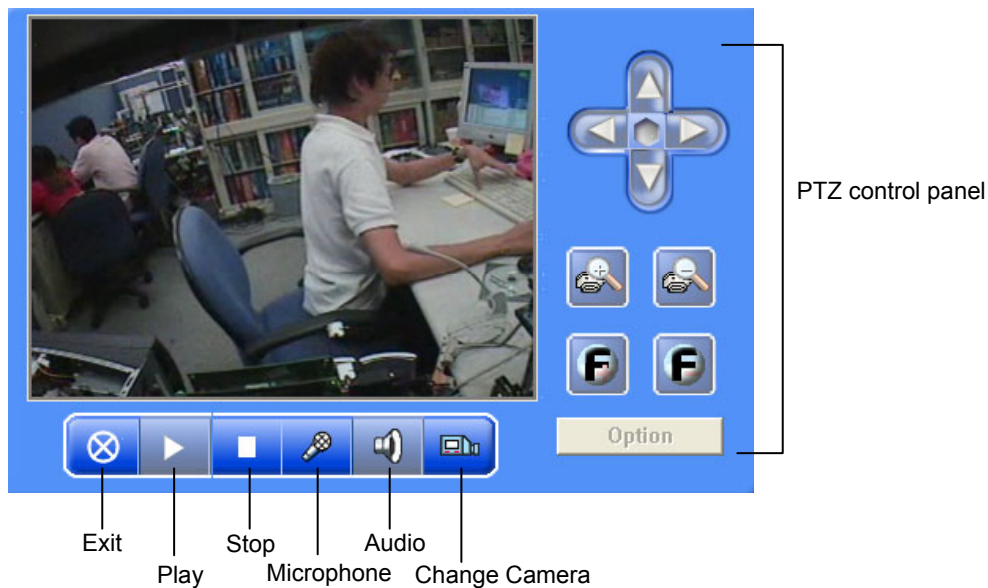 PTZ control panel
F F
Option
Exit
Play
Stop
Microphone
Audio
Change Camera